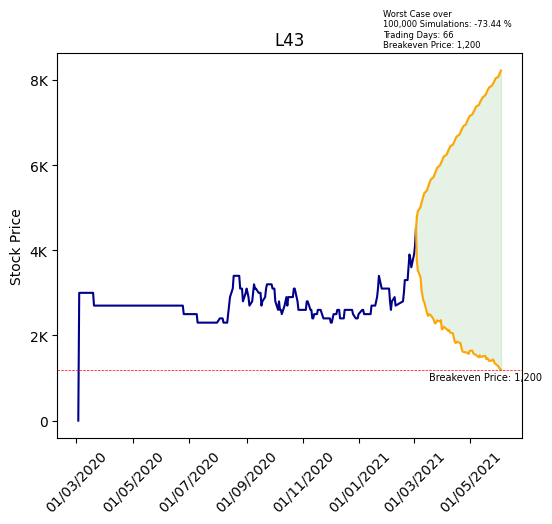 Worst Case over
100,000 Simulations: -73.44 %
Trading Days: 66
Breakeven Price: 1,200
L43
8K
6K
4K
2K
0
Stock Price
Breakeven Price: 1,200
01/03/2020
01/05/2020
01/07/2020
01/09/2020
01/11/2020
01/01/2021
01/03/2021
01/05/2021